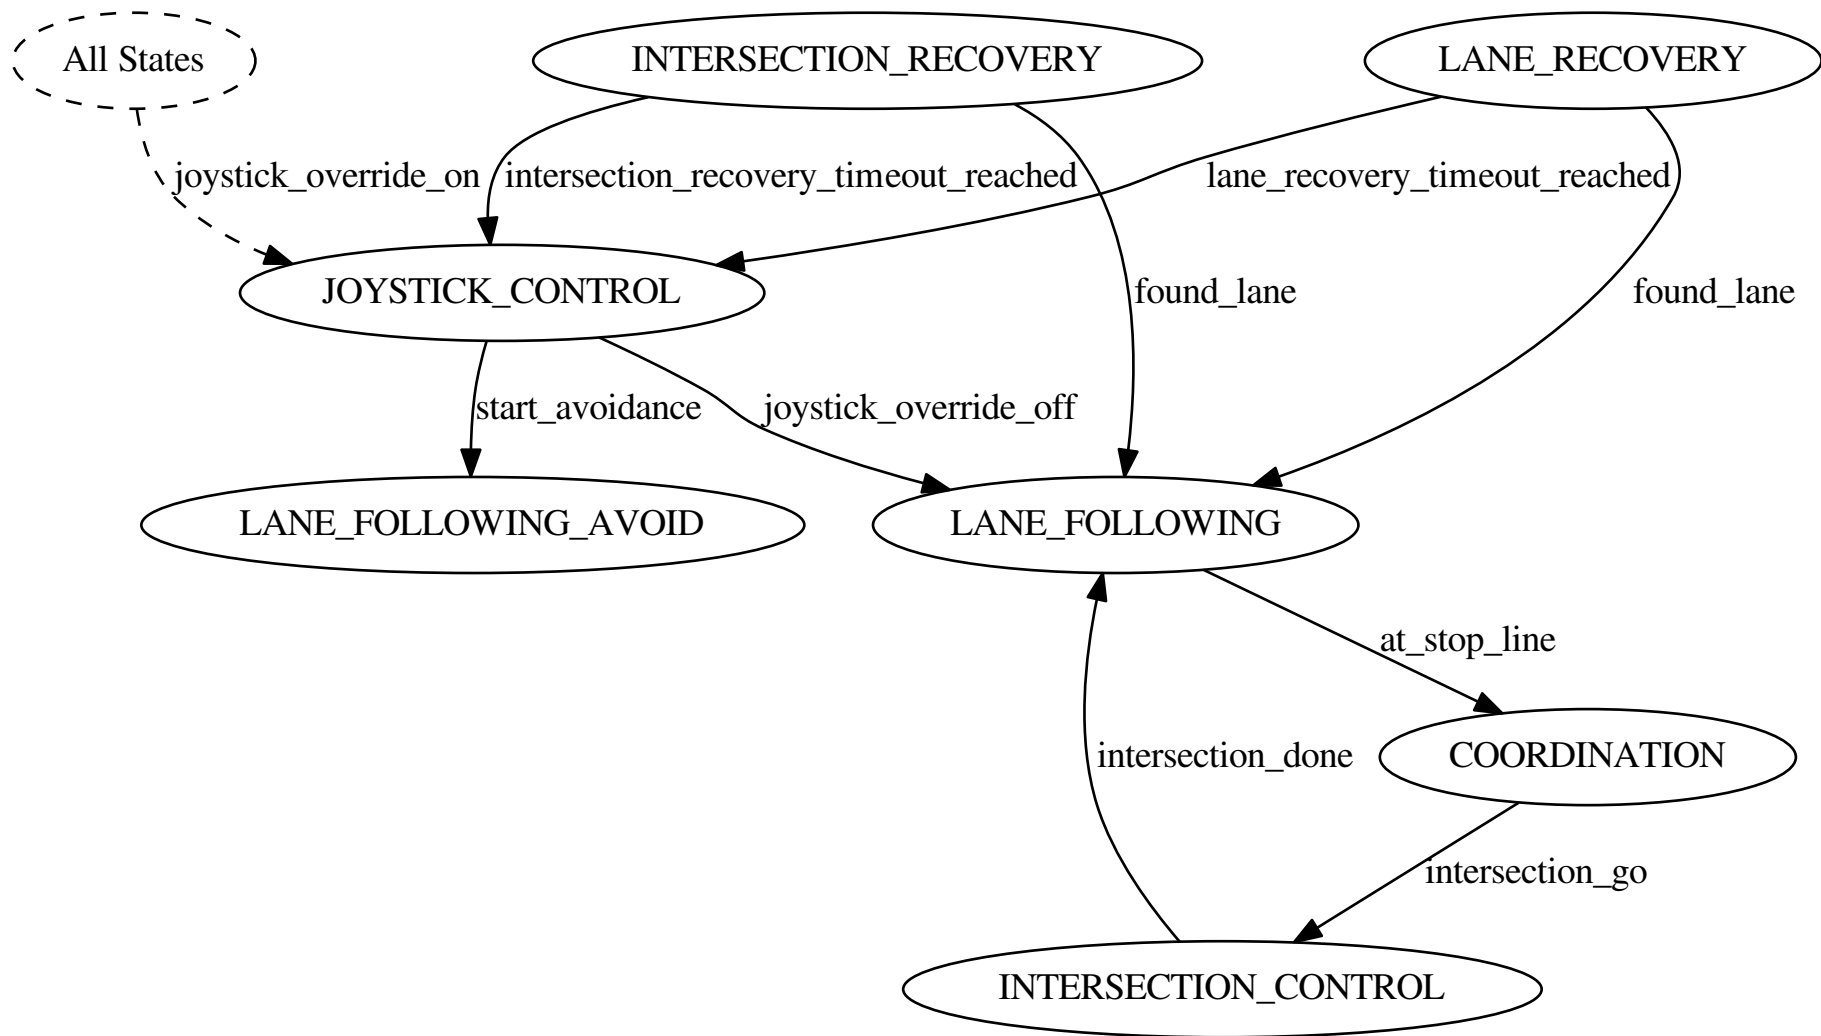 All States
INTERSECTION_RECOVERY
LANE_RECOVERY
joystick_override_on
intersection_recovery_timeout_reached
lane_recovery_timeout_reached
JOYSTICK_CONTROL
found_lane
found_lane
start_avoidance
joystick_override_off
LANE_FOLLOWING_AVOID
LANE_FOLLOWING
at_stop_line
intersection_done
COORDINATION
intersection_go
INTERSECTION_CONTROL